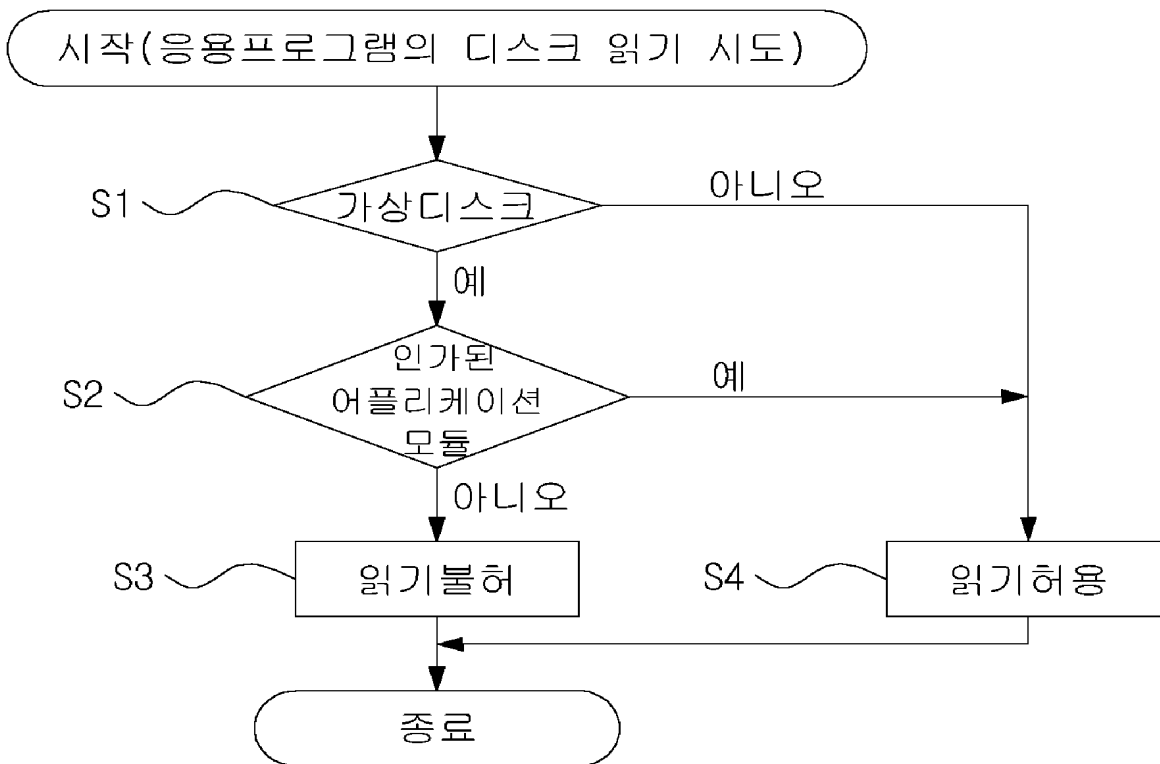 시작(응용프로그램의 디스크 읽기 시도)
S1
가상디스크
아니오
예
S2
인가된
어플리케이션
모듈
예
아니오
S3
읽기불허
S4
읽기허용
종료